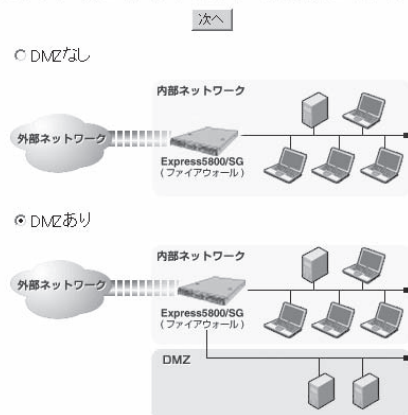 次へ
DMZなし
内部ネットワーク
外部ネットワーク
Express5800/SG
(ファイアウォール)
DMZあり
内部ネットワーク
外部ネットワーク
Express5800/SG
(ファイアウォール)
DMZ